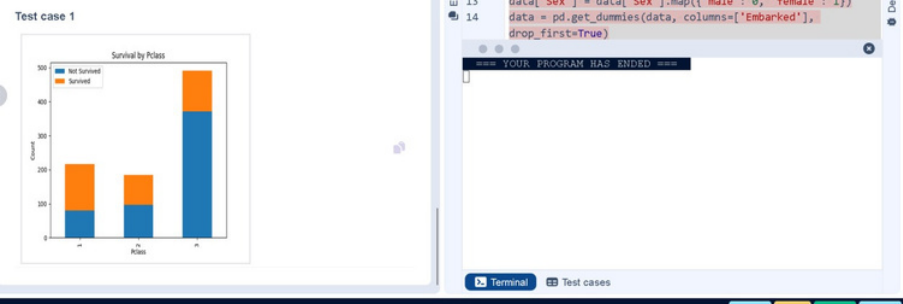 Test case 1
Survival by Pclass
Not Survived
Survived
500
400
300
200
100
0
Count
1
2
3
Pclass
13 data['Sex'] = data['Sex'].map({'male': 0, 'female': 1})
14 data = pd.get_dummies(data, columns=['Embarked'],
drop_first=True)
=== YOUR PROGRAM HAS ENDED ===
Terminal
Test cases
De